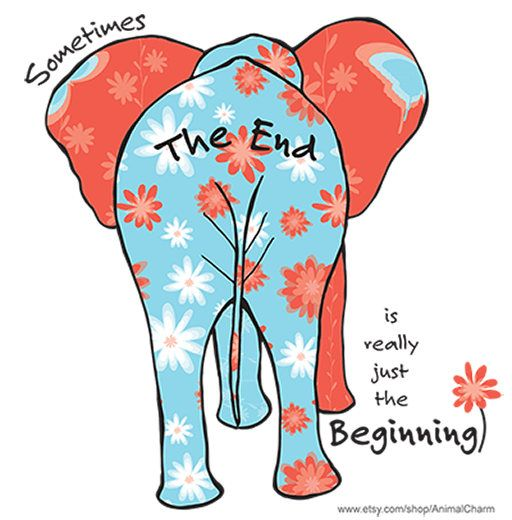 Sometimes
The End
is
really
just
the
Beginning
www.etsy.com/shop/AnimalCharm